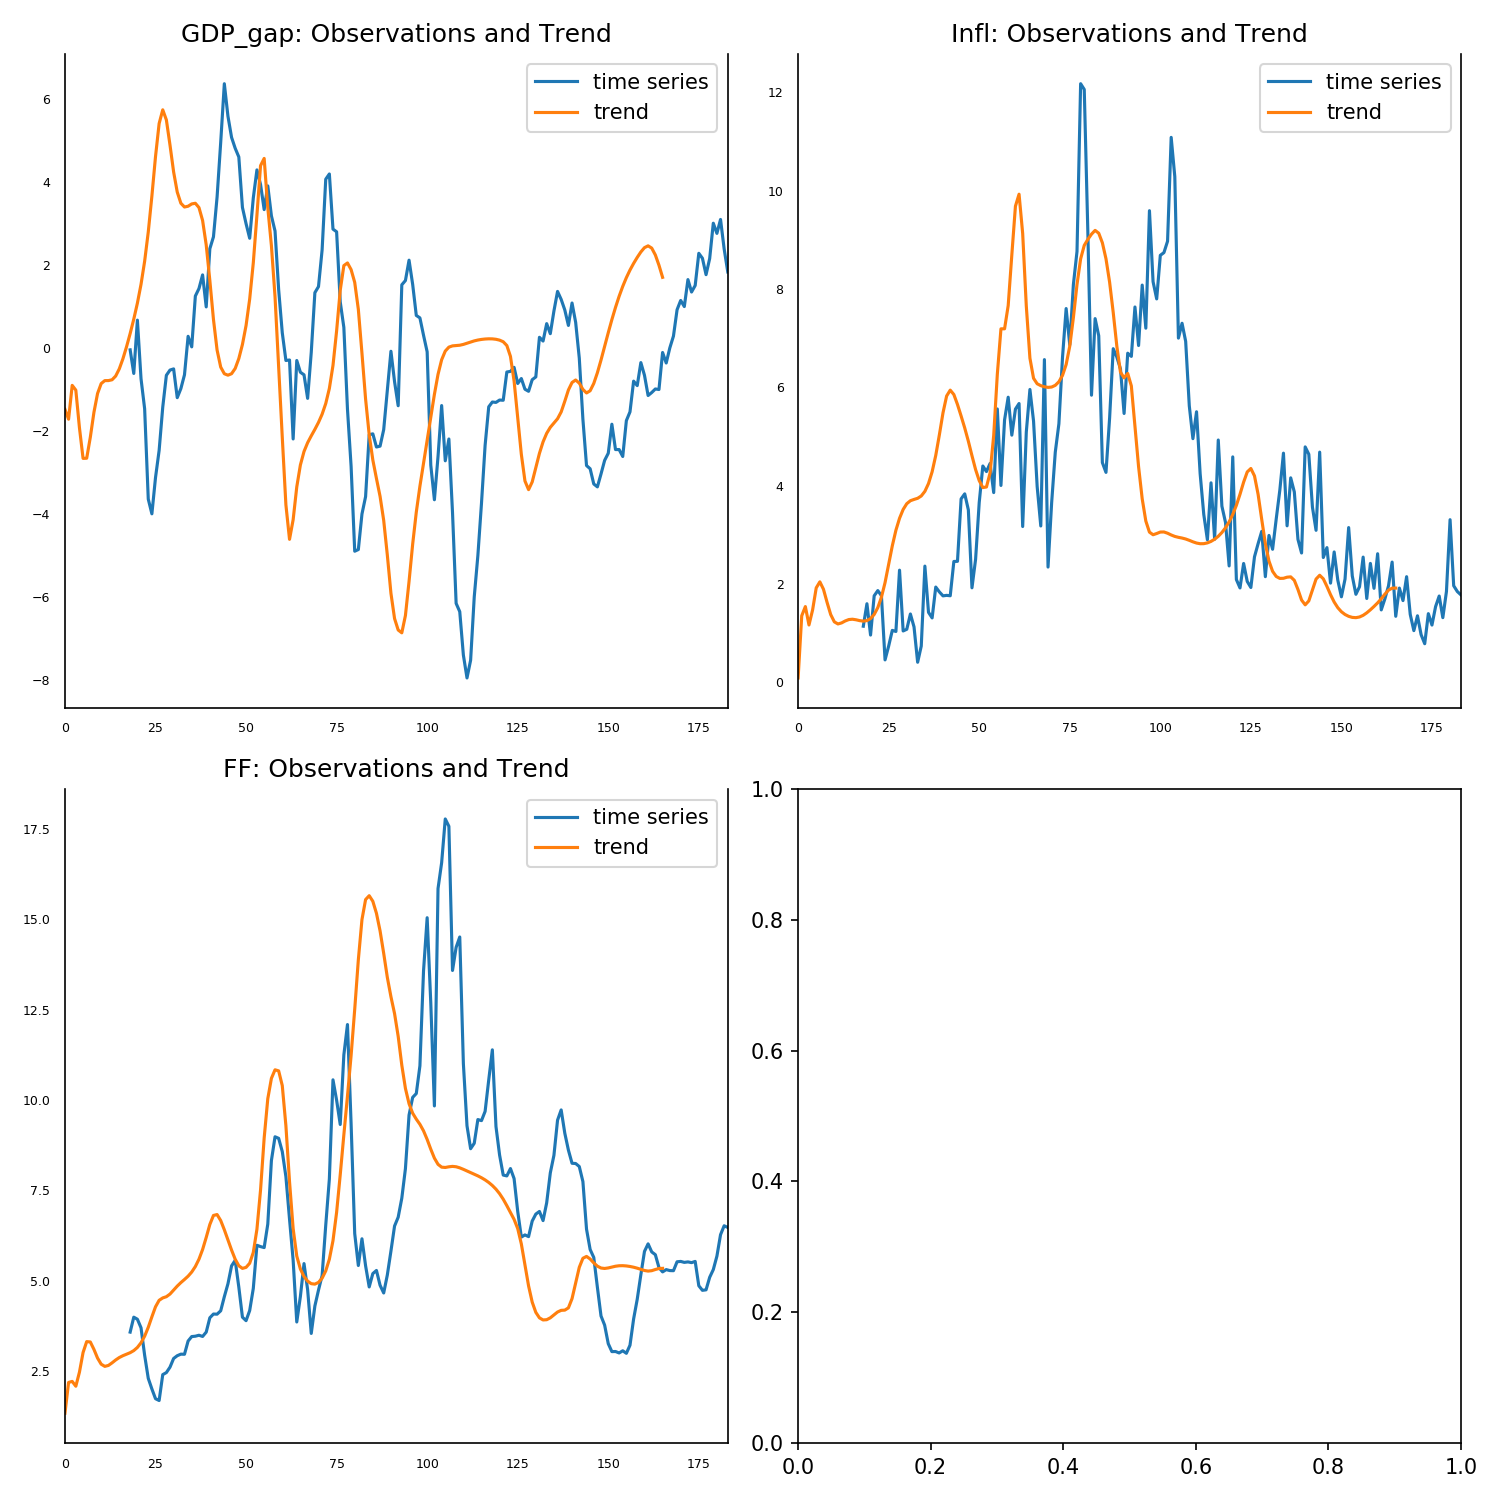 GDP_gap: Observations and Trend
time series
trend
6
4
2
0
−2
−4
−6
−8
0 25 50 75 100 125 150 175
Infl: Observations and Trend
time series
trend
12
10
8
6
4
2
0
0 25 50 75 100 125 150 175
FF: Observations and Trend
time series
trend
17.5
15.0
12.5
10.0
7.5
5.0
2.5
0 25 50 75 100 125 150 175
1.0
0.8
0.6
0.4
0.2
0.0
0.0 0.2 0.4 0.6 0.8 1.0